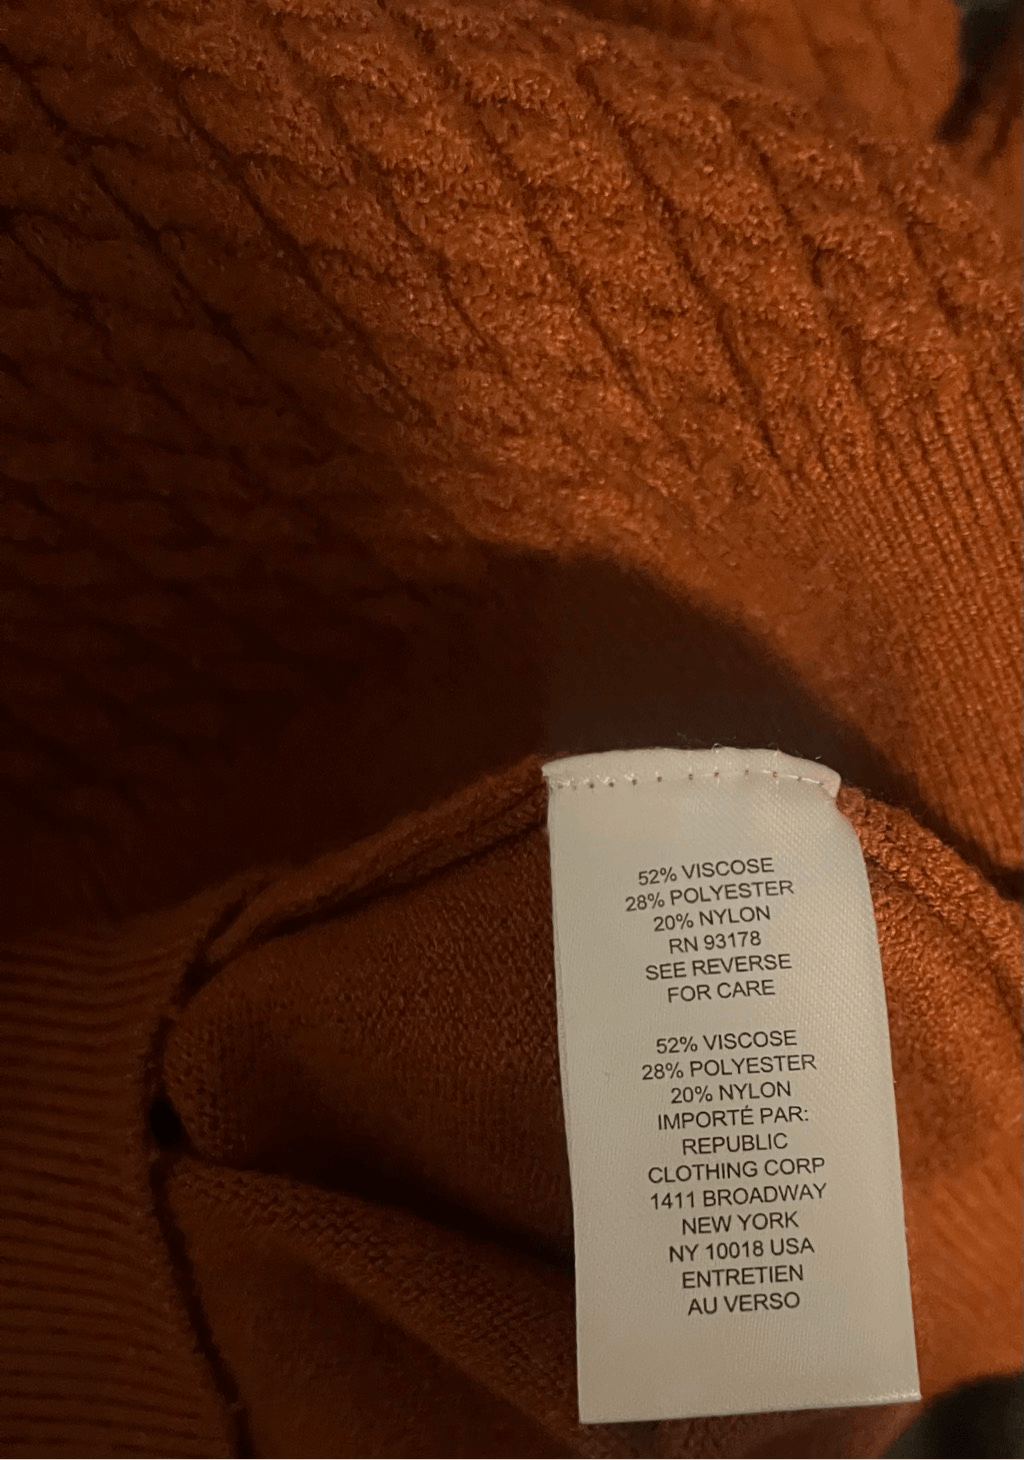 52% VISCOSE
28% POLYESTER
20% NYLON
RN 93178
SEE REVERSE
FOR CARE
52% VISCOSE
28% POLYESTER
20% NYLON
IMPORTÉ PAR:
REPUBLIC
CLOTHING CORP
1411 BROADWAY
NEW YORK
NY 10018 USA
ENTRETIEN
AU VERSO